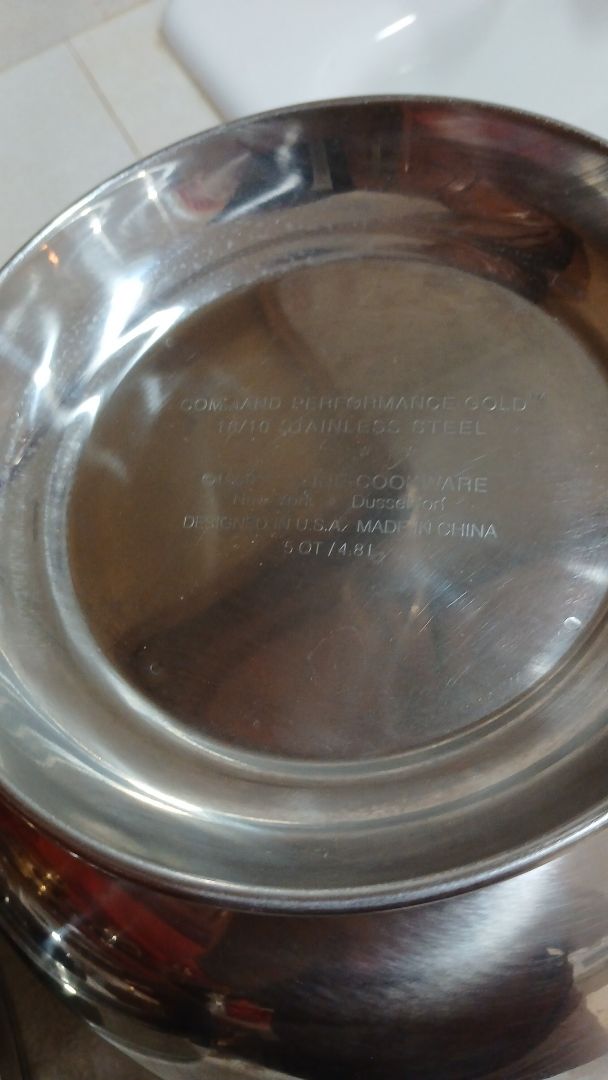 COMMAND PERFORMANCE GOLD™
18/10 STAINLESS STEEL
COOKWARE
New York Dusseldorf
DESIGNED IN U.S.A. MADE IN CHINA
5 QT / 4.8 L